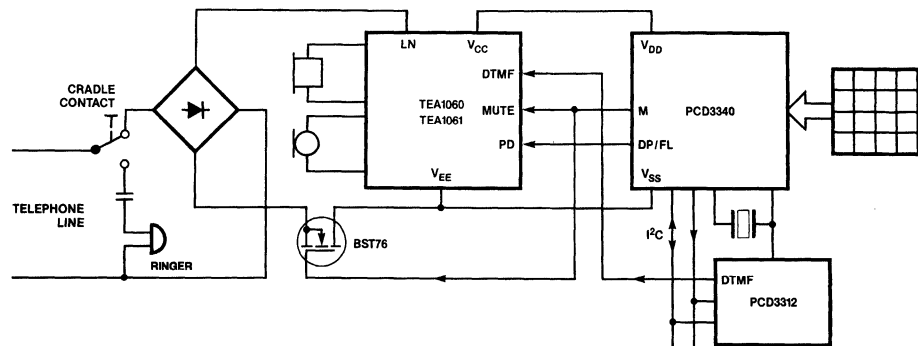 LN
VCC
VDD
CRADLE
CONTACT
DTMF
TEA1060
TEA1061
MUTE
M
PCD3340
PD
DP/FL
VEE
VSS
TELEPHONE
LINE
RINGER
BST76
I²C
DTMF
PCD3312